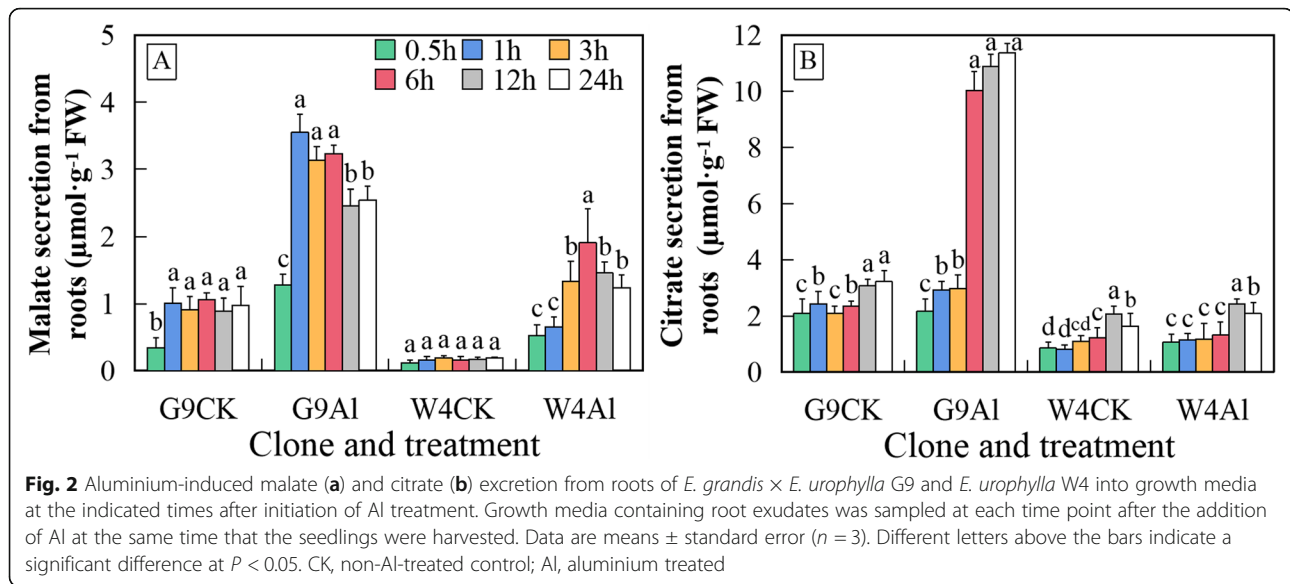 A
0.5h 1h 3h
6h 12h 24h
Malate secretion from
roots (μmol·g⁻¹ FW)
5
4
3
2
1
0
b a a a a a
c a a a b b
a a a a a a
c c b a b b
G9CK G9Al W4CK W4Al
Clone and treatment
B
Citrate secretion from
roots (μmol·g⁻¹ FW)
12
10
8
6
4
2
0
c b c b a a
c b b a a a
d d cd c a b
c c c c a b
G9CK G9Al W4CK W4Al
Clone and treatment
Fig. 2 Aluminium-induced malate (a) and citrate (b) excretion from roots of E. grandis × E. urophylla G9 and E. urophylla W4 into growth media
at the indicated times after initiation of Al treatment. Growth media containing root exudates was sampled at each time point after the addition
of Al at the same time that the seedlings were harvested. Data are means ± standard error (n = 3). Different letters above the bars indicate a
significant difference at P < 0.05. CK, non-Al-treated control; Al, aluminium treated